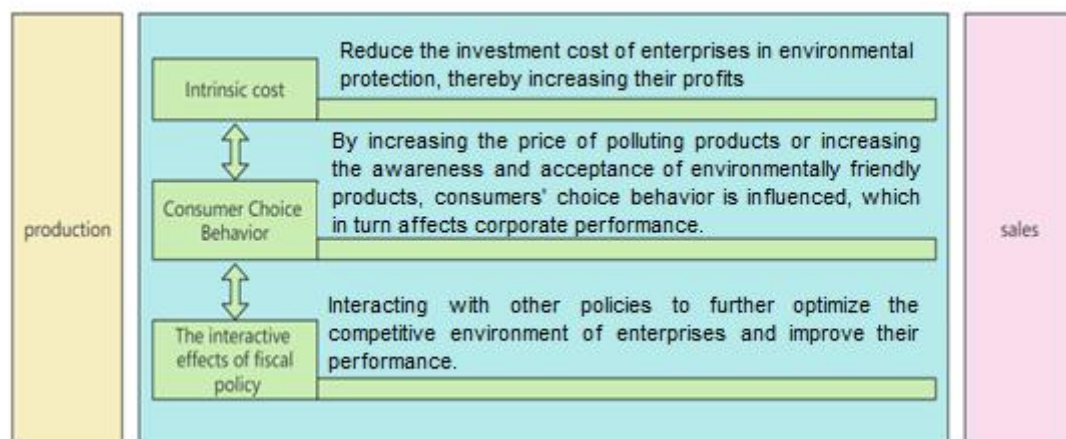 production
Intrinsic cost
Reduce the investment cost of enterprises in environmental
protection, thereby increasing their profits
Consumer Choice
Behavior
By increasing the price of polluting products or increasing
the awareness and acceptance of environmentally friendly
products, consumers' choice behavior is influenced, which
in turn affects corporate performance.
The interactive
effects of fiscal
policy
Interacting with other policies to further optimize the
competitive environment of enterprises and improve their
performance.
sales